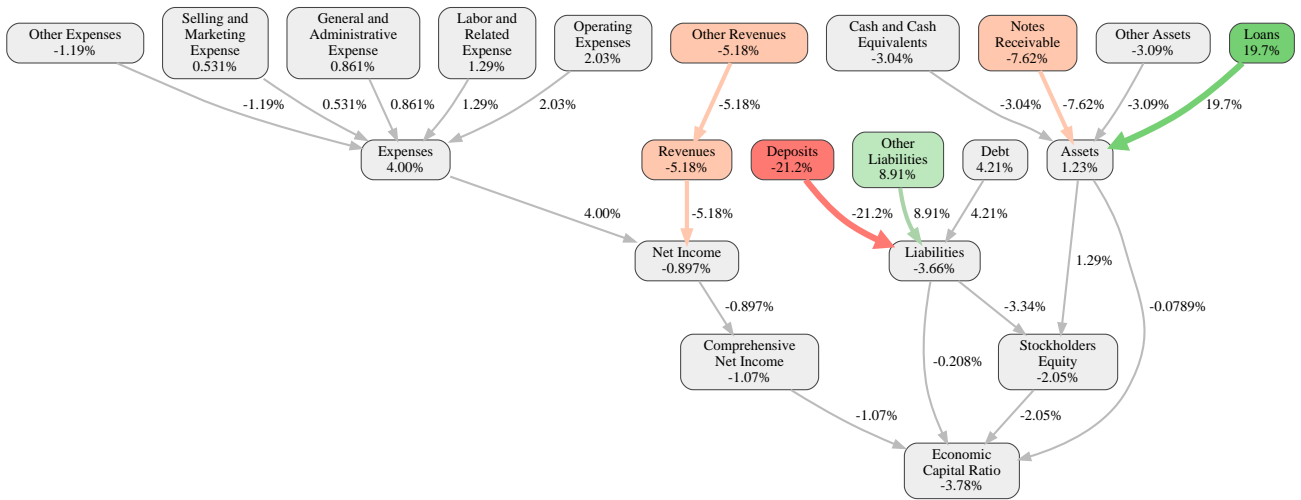 Other Expenses
-1.19%
Selling and
Marketing
Expense
0.531%
General and
Administrative
Expense
0.861%
Labor and
Related
Expense
1.29%
Operating
Expenses
2.03%
Other Revenues
-5.18%
Cash and Cash
Equivalents
-3.04%
Notes
Receivable
-7.62%
Other Assets
-3.09%
Loans
19.7%
-1.19%
0.531%
0.861%
1.29%
2.03%
-5.18%
-3.04%
-7.62%
-3.09%
19.7%
Expenses
4.00%
Revenues
-5.18%
Deposits
-21.2%
Other
Liabilities
8.91%
Debt
4.21%
Assets
1.23%
4.00%
-5.18%
-21.2%
8.91%
4.21%
Net Income
-0.897%
Liabilities
-3.66%
1.29%
-0.897%
-3.34%
-0.0789%
Comprehensive
Net Income
-1.07%
-0.208%
Stockholders
Equity
-2.05%
-1.07%
-2.05%
Economic
Capital Ratio
-3.78%